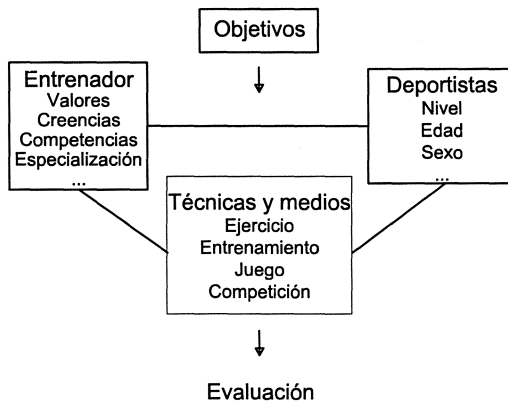 Objetivos
Entrenador
Valores
Creencias
Competencias
Especialización
...
Deportistas
Nivel
Edad
Sexo
...
Técnicas y medios
Ejercicio
Entrenamiento
Juego
Competición
Evaluación